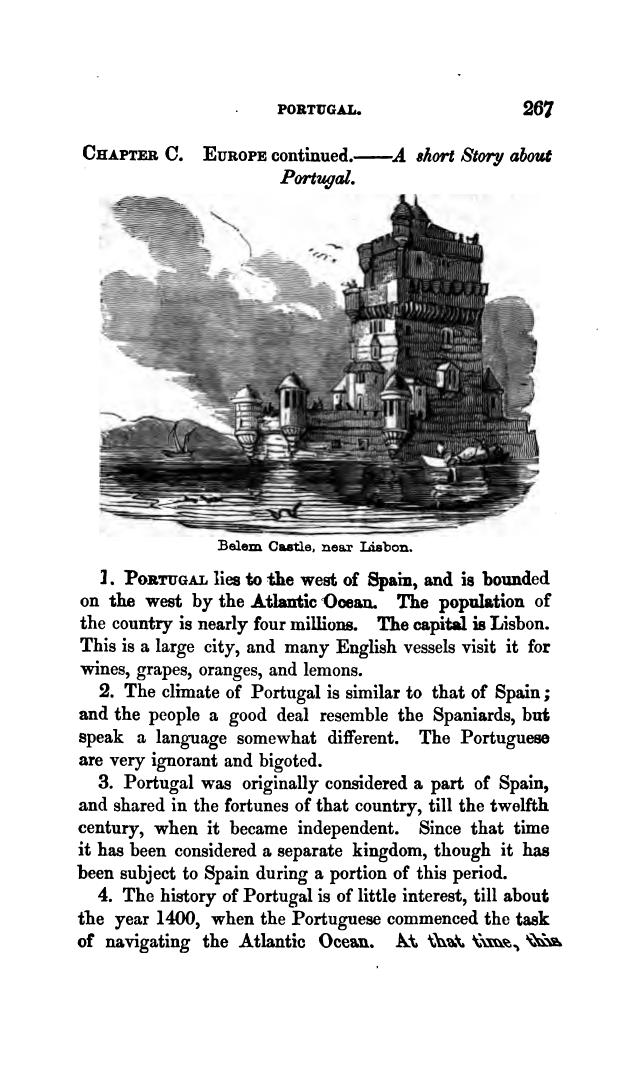 PORTUGAL. 267
CHAPTER C. EUROPE continued.——A short Story about
Portugal.
Belem Castle, near Lisbon.
1. PORTUGAL lies to the west of Spain, and is bounded
on the west by the Atlantic Ocean. The population of
the country is nearly four millions. The capital is Lisbon.
This is a large city, and many English vessels visit it for
wines, grapes, oranges, and lemons.
2. The climate of Portugal is similar to that of Spain;
and the people a good deal resemble the Spaniards, but
speak a language somewhat different. The Portuguese
are very ignorant and bigoted.
3. Portugal was originally considered a part of Spain,
and shared in the fortunes of that country, till the twelfth
century, when it became independent. Since that time
it has been considered a separate kingdom, though it has
been subject to Spain during a portion of this period.
4. The history of Portugal is of little interest, till about
the year 1400, when the Portuguese commenced the task
of navigating the Atlantic Ocean. At that time, this